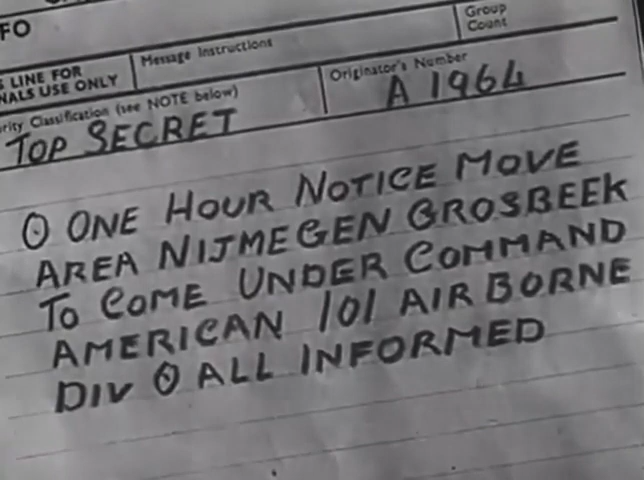 FO
Group
Count
Message Instructions
S LINE FOR
NALS USE ONLY
Originator's Number
A 1964
rity Classification (see NOTE below)
TOP SECRET
O ONE HOUR NOTICE MOVE
AREA NIJMEGEN GROSBEEK
TO COME UNDER COMMAND
AMERICAN 101 AIRBORNE
DIV O ALL INFORMED